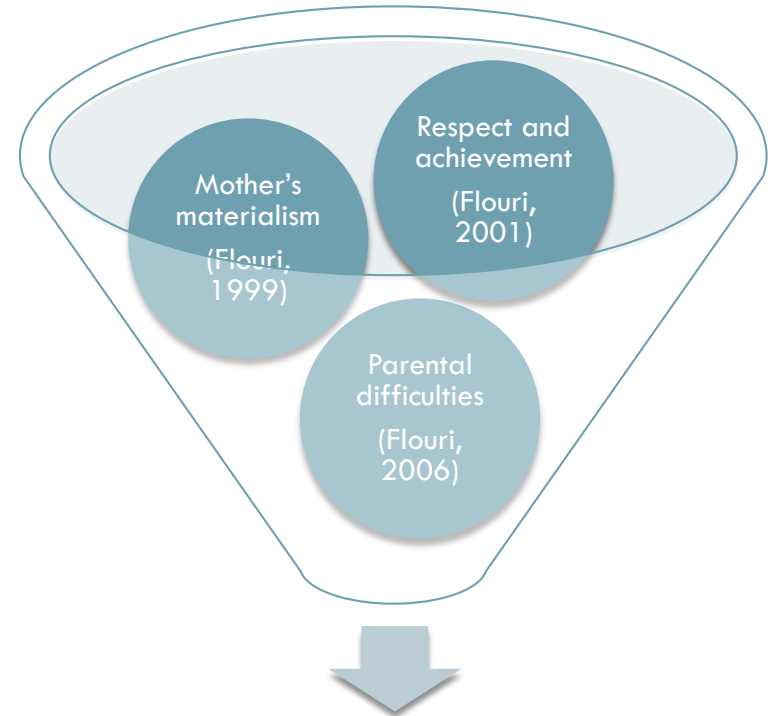 Respect and
achievement
(Flouri,
2001)
Mother's
materialism
(Flouri,
1999)
Parental
difficulties
(Flouri,
2006)